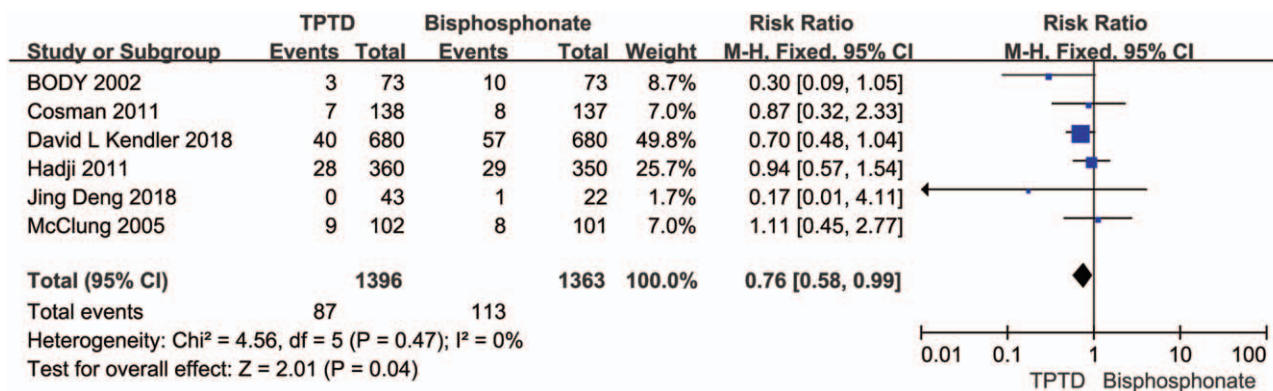 TPTD Bisphosphonate Risk Ratio Risk Ratio
Study or Subgroup Events Total Events Total Weight M-H, Fixed, 95% CI M-H, Fixed, 95% CI
BODY 2002 3 73 10 73 8.7% 0.30 [0.09, 1.05]
Cosman 2011 7 138 8 137 7.0% 0.87 [0.32, 2.33]
David L Kendler 2018 40 680 57 680 49.8% 0.70 [0.48, 1.04]
Hadji 2011 28 360 29 350 25.7% 0.94 [0.57, 1.54]
Jing Deng 2018 0 43 1 22 1.7% 0.17 [0.01, 4.11]
McClung 2005 9 102 8 101 7.0% 1.11 [0.45, 2.77]
Total (95% CI) 1396 1363 100.0% 0.76 [0.58, 0.99]
Total events 87 113
Heterogeneity: Chi² = 4.56, df = 5 (P = 0.47); I² = 0%
Test for overall effect: Z = 2.01 (P = 0.04)
0.01 0.1 1 10 100
TPTD Bisphosphonate